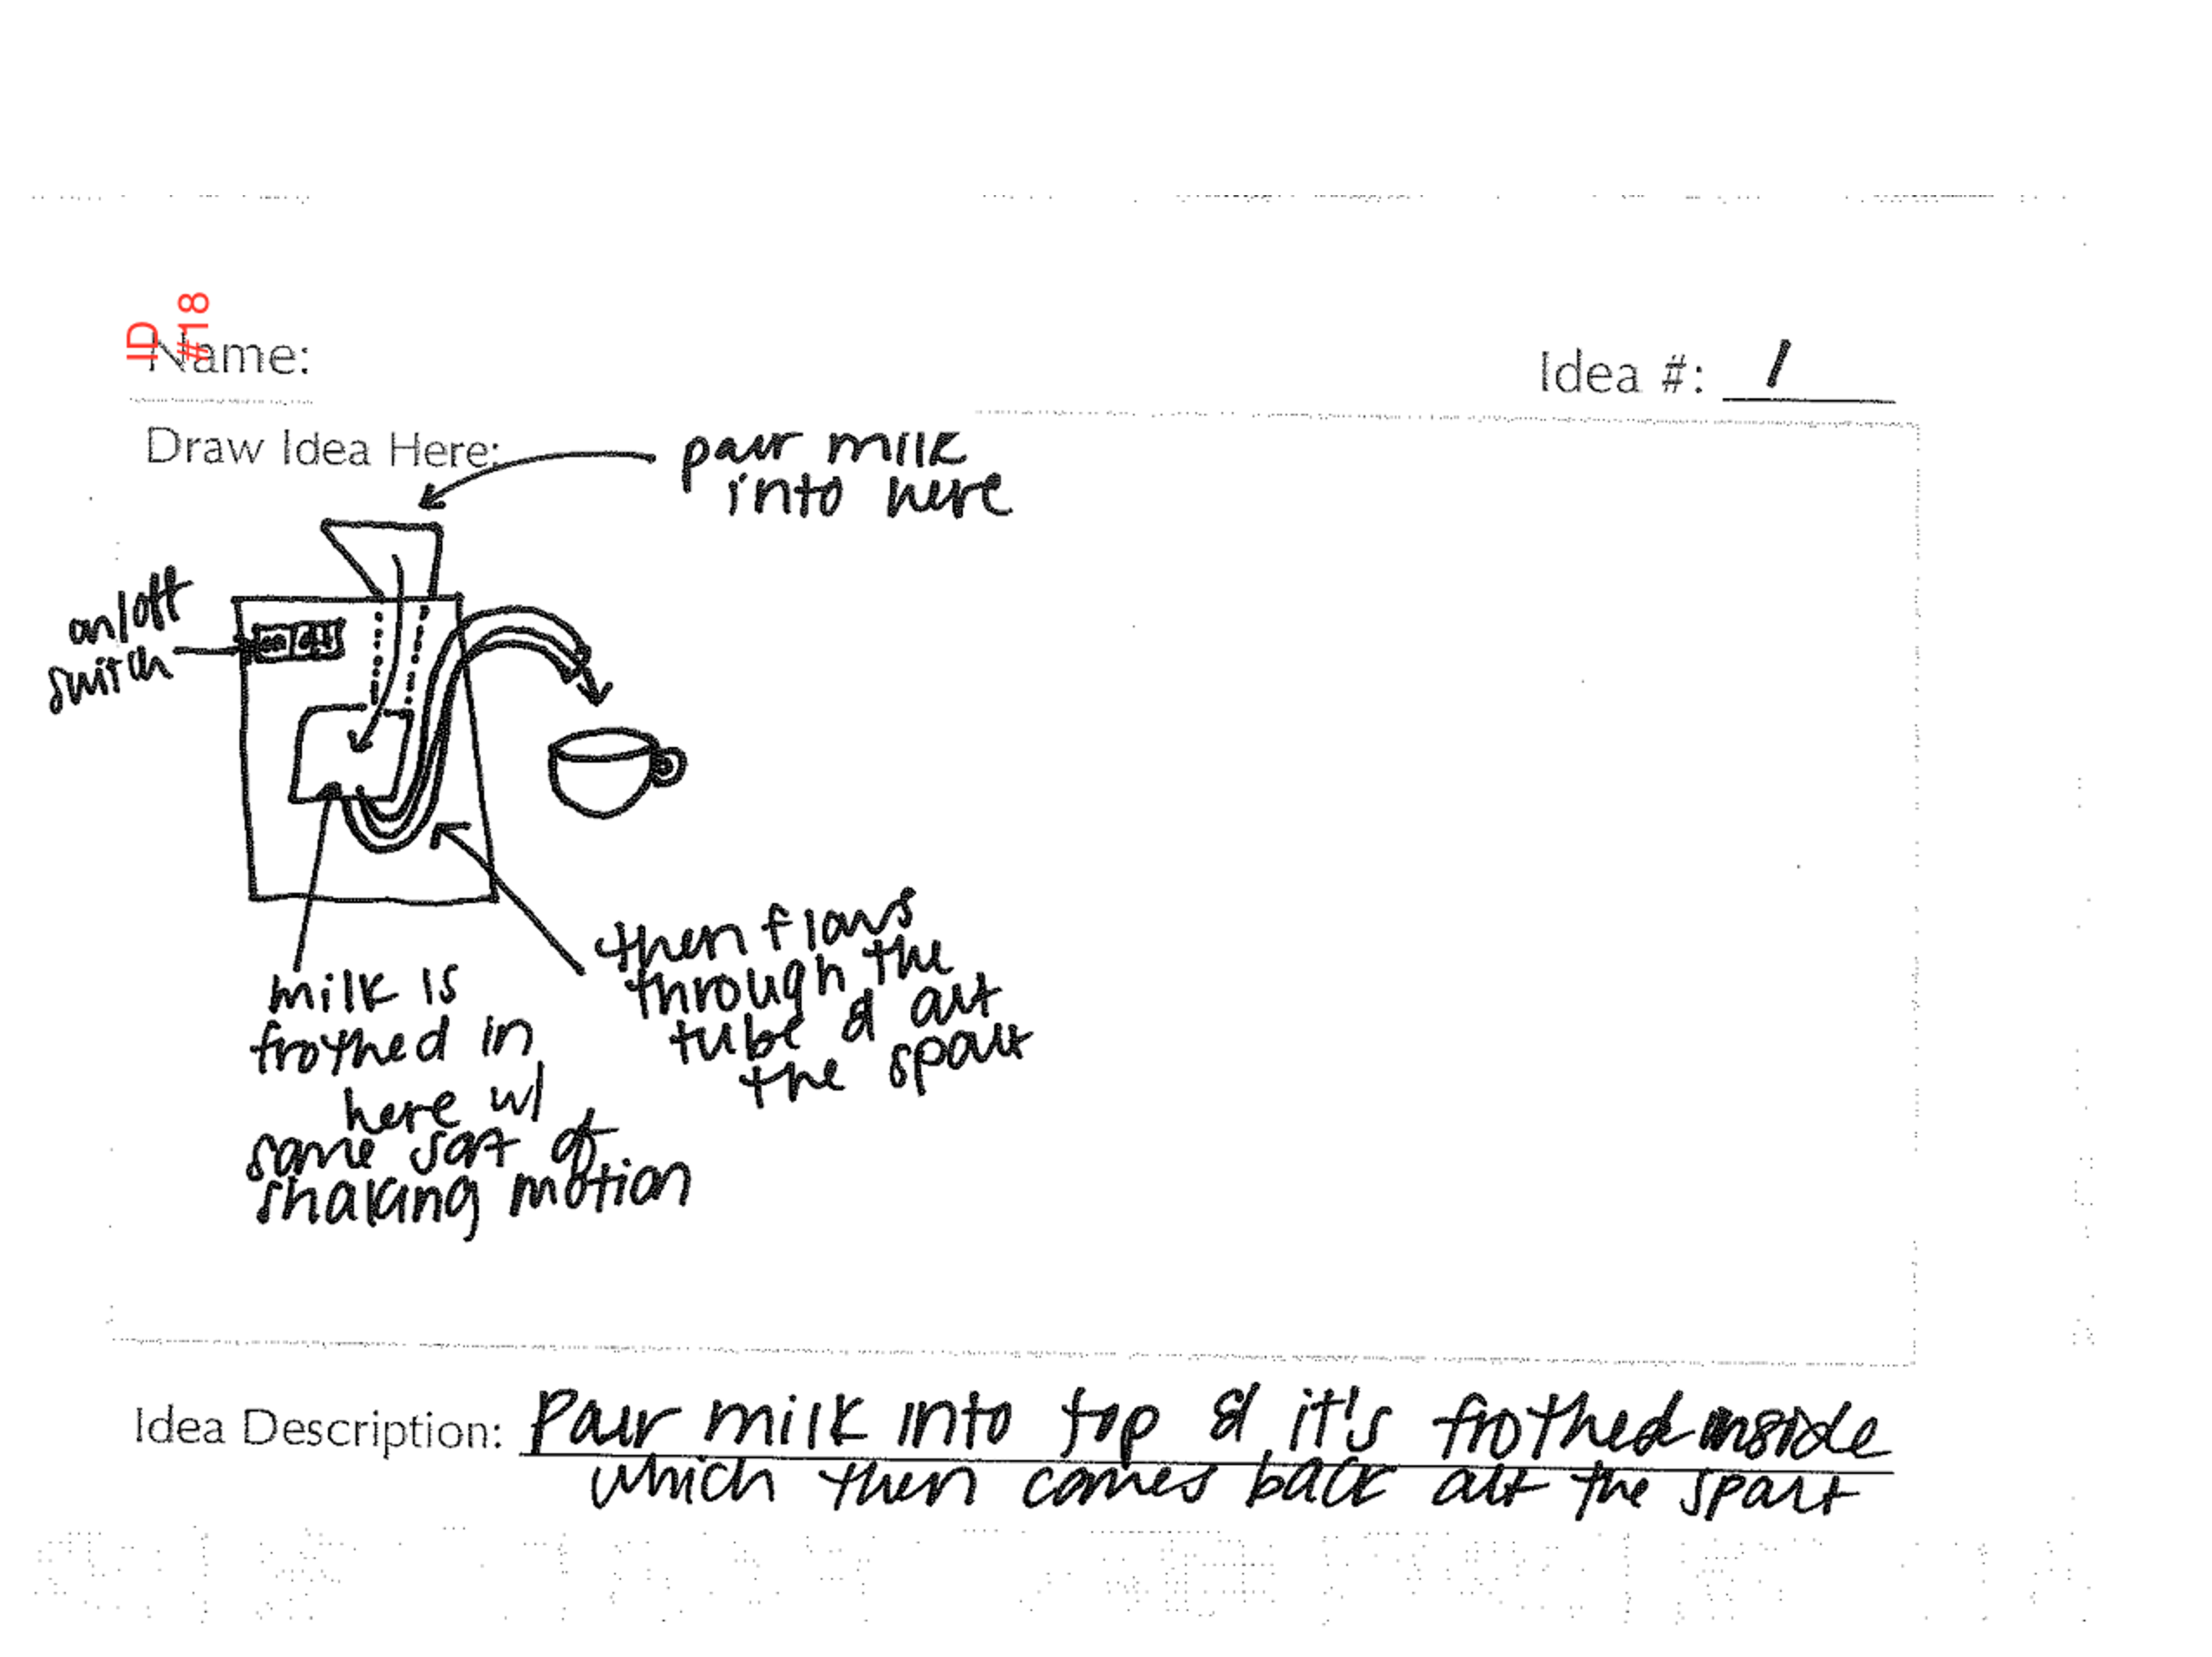 ID
#18
Name:
Idea #: 1
Draw Idea Here:
pour milk
into here
on/off
switch
on off
then flows
through the
tube & out
the spout
milk is
frothed in
here w/
some sort of
shaking motion
Idea Description: Pour milk into top & it's frothed inside
which then comes back out the spout